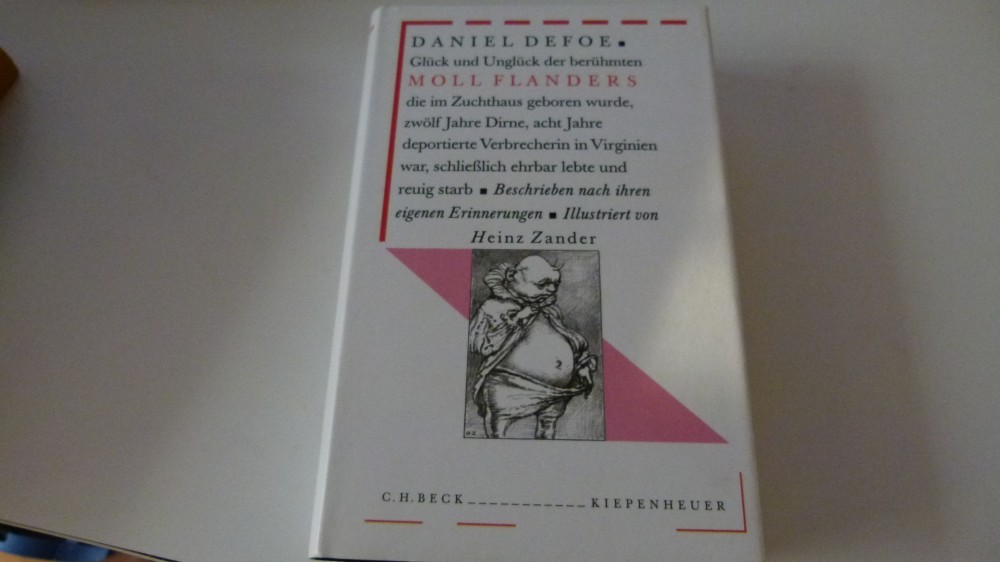 DANIEL DEFOE ▪
Glück und Unglück der berühmten
MOLL FLANDERS
die im Zuchthaus geboren wurde,
zwölf Jahre Dirne, acht Jahre
deportierte Verbrecherin in Virginien
war, schließlich ehrbar lebte und
reuig starb ▪ Beschrieben nach ihren
eigenen Erinnerungen ▪ Illustriert von
Heinz Zander
C.H.BECK ___________ KIEPENHEUER